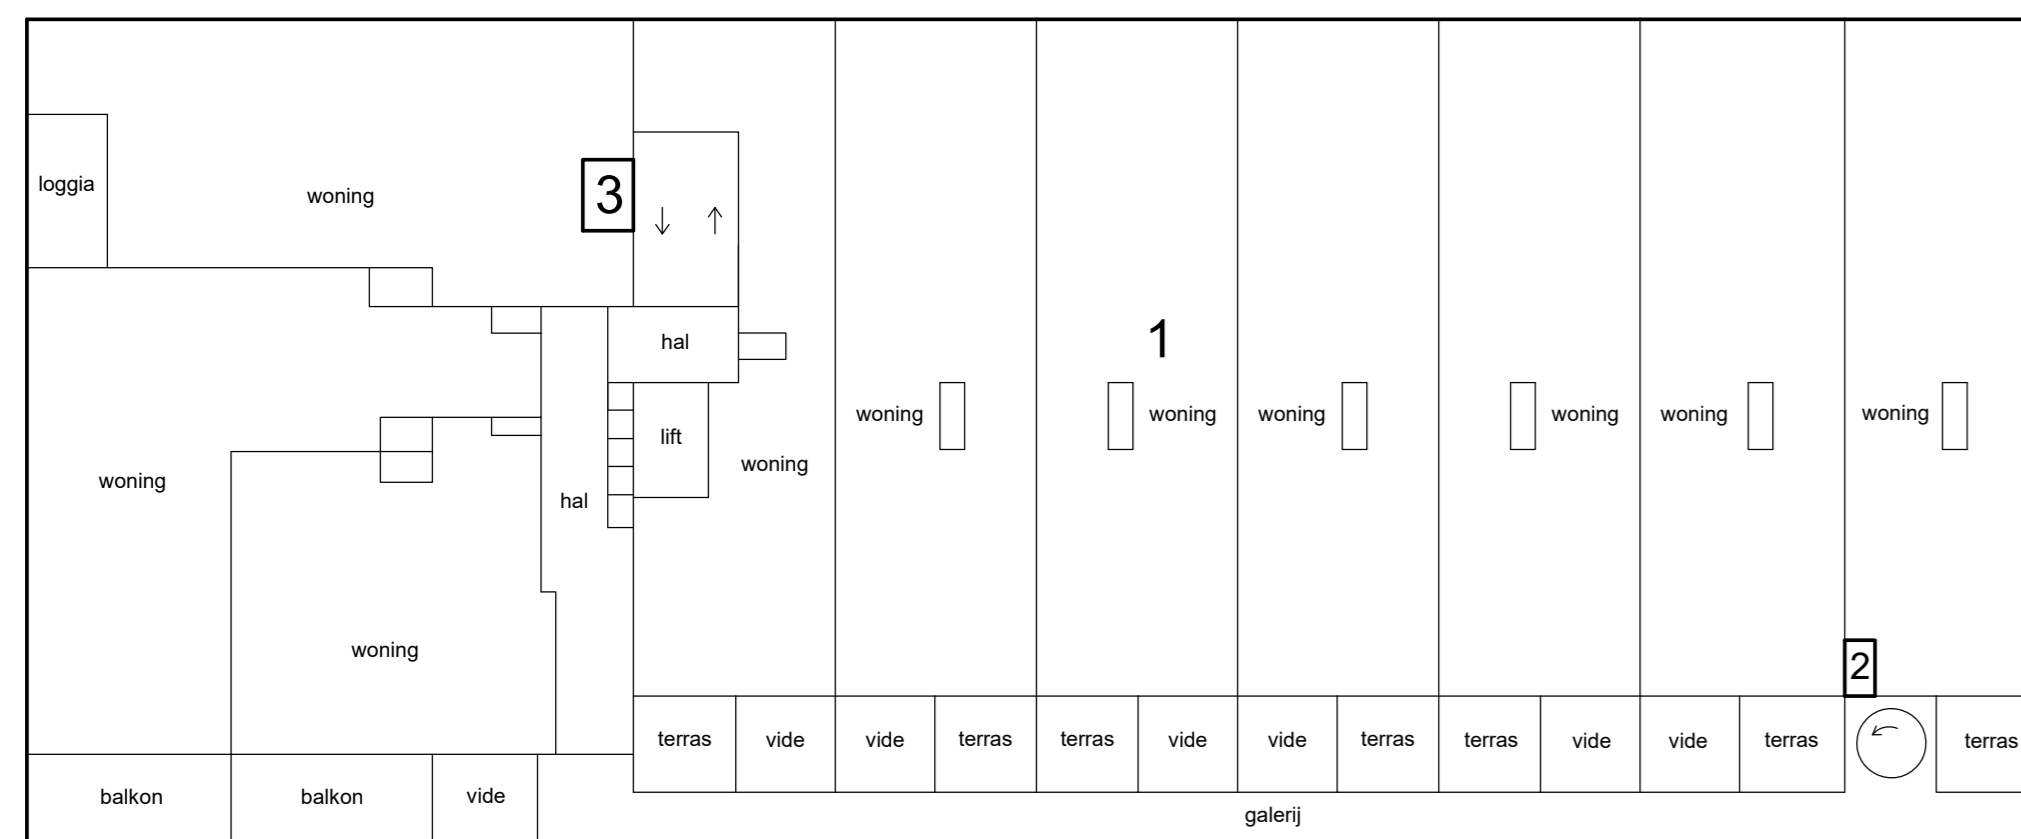 loggia
woning
3
hal
1
woning
woning
woning
woning
woning
woning
lift
woning
woning
hal
woning
2
terras
vide
vide
terras
terras
vide
vide
terras
terras
vide
vide
terras
terras
balkon
balkon
vide
galerij